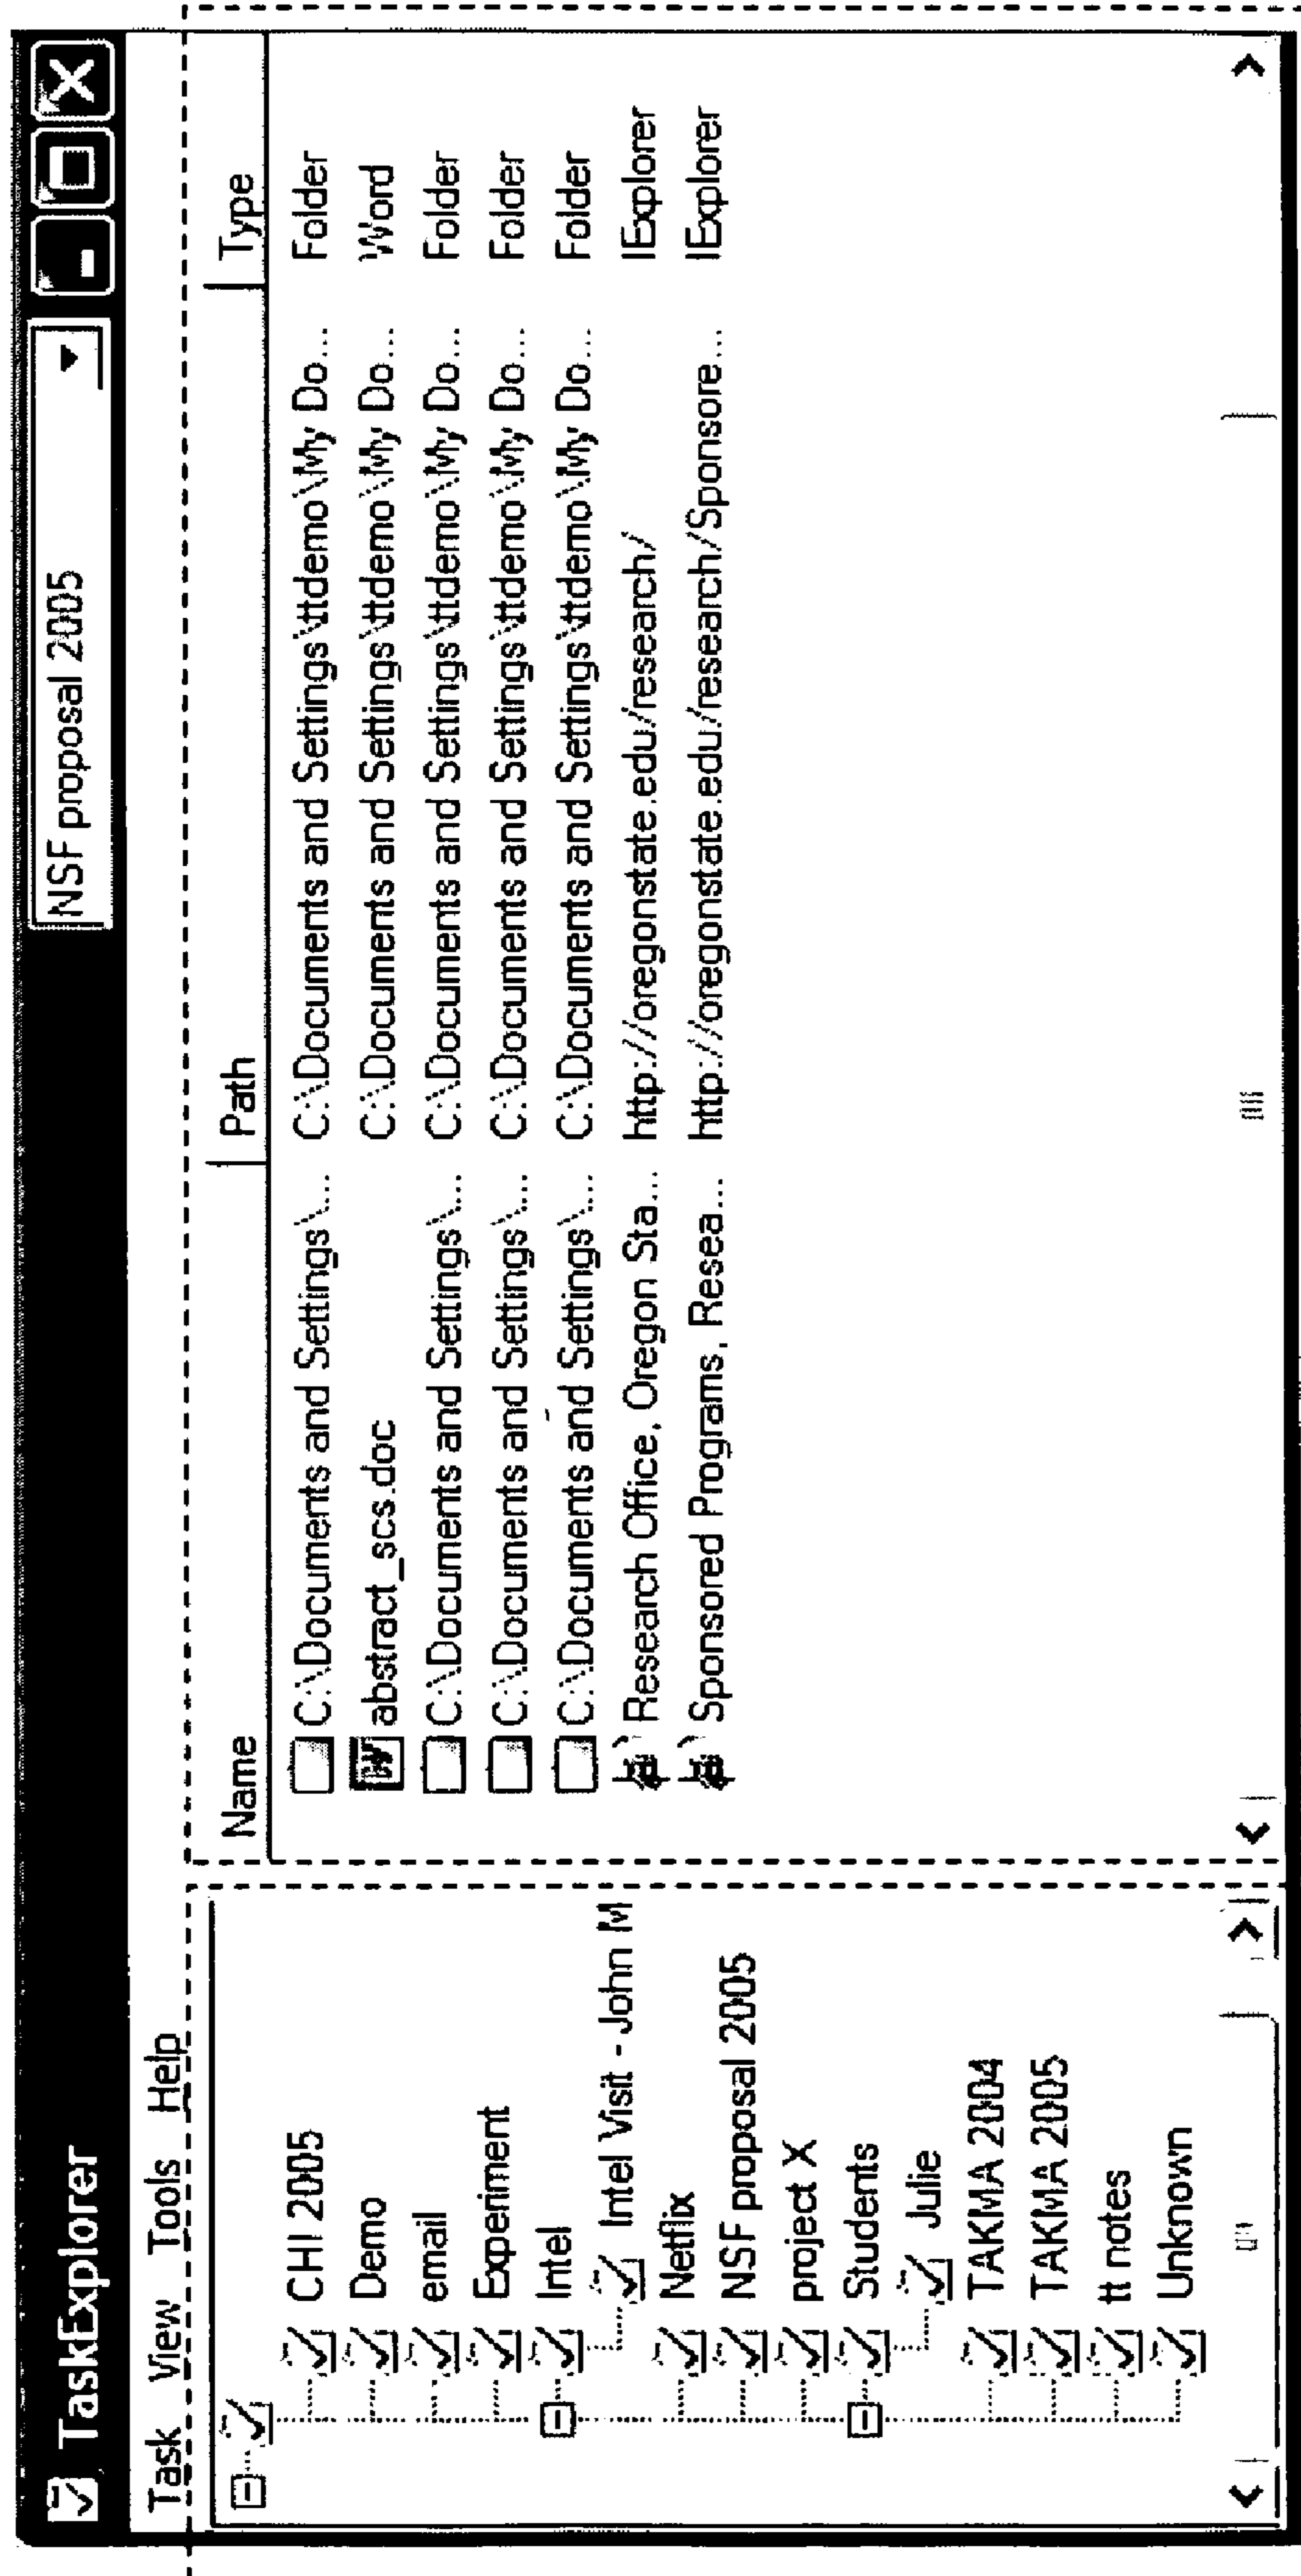 TaskExplorer
NSF proposal 2005
Task View Tools Help
CHI 2005
Demo
email
Experiment
Intel
Intel Visit - John M
Netflix
NSF proposal 2005
project X
Students
Julie
TAKMA 2004
TAKMA 2005
tt notes
Unknown
Name Path Type
C:\Documents and Settings\... C:\Documents and Settings\ttdemo\My Do... Folder
abstract_scs.doc C:\Documents and Settings\ttdemo\My Do... Word
C:\Documents and Settings\... C:\Documents and Settings\ttdemo\My Do... Folder
C:\Documents and Settings\... C:\Documents and Settings\ttdemo\My Do... Folder
C:\Documents and Settings\... C:\Documents and Settings\ttdemo\My Do... Folder
Research Office, Oregon Sta... http://oregonstate.edu/research/ IExplorer
Sponsored Programs, Resea... http://oregonstate.edu/research/Sponsore... IExplorer